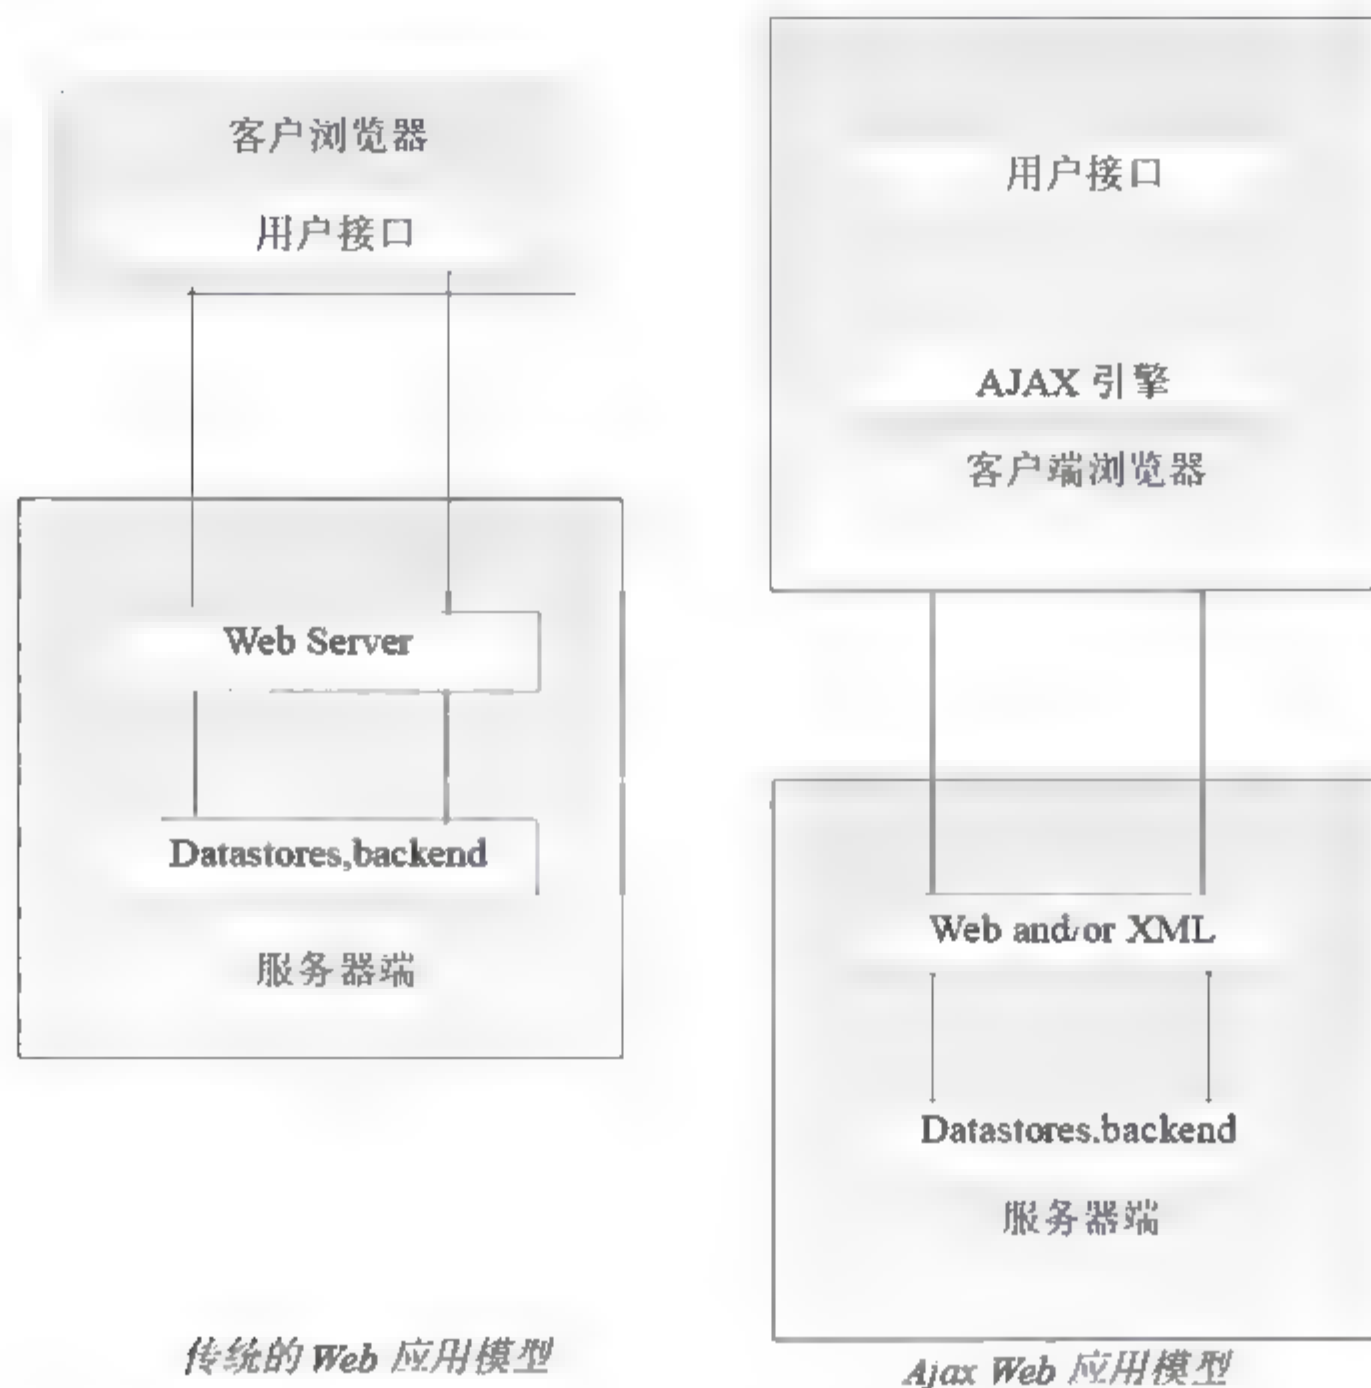 客户浏览器
用户接口
Web Server
Datastores,backend
服务器端
传统的 Web 应用模型
用户接口
AJAX 引擎
客户端浏览器
Web and/or XML
Datastores.backend
服务器端
Ajax Web 应用模型